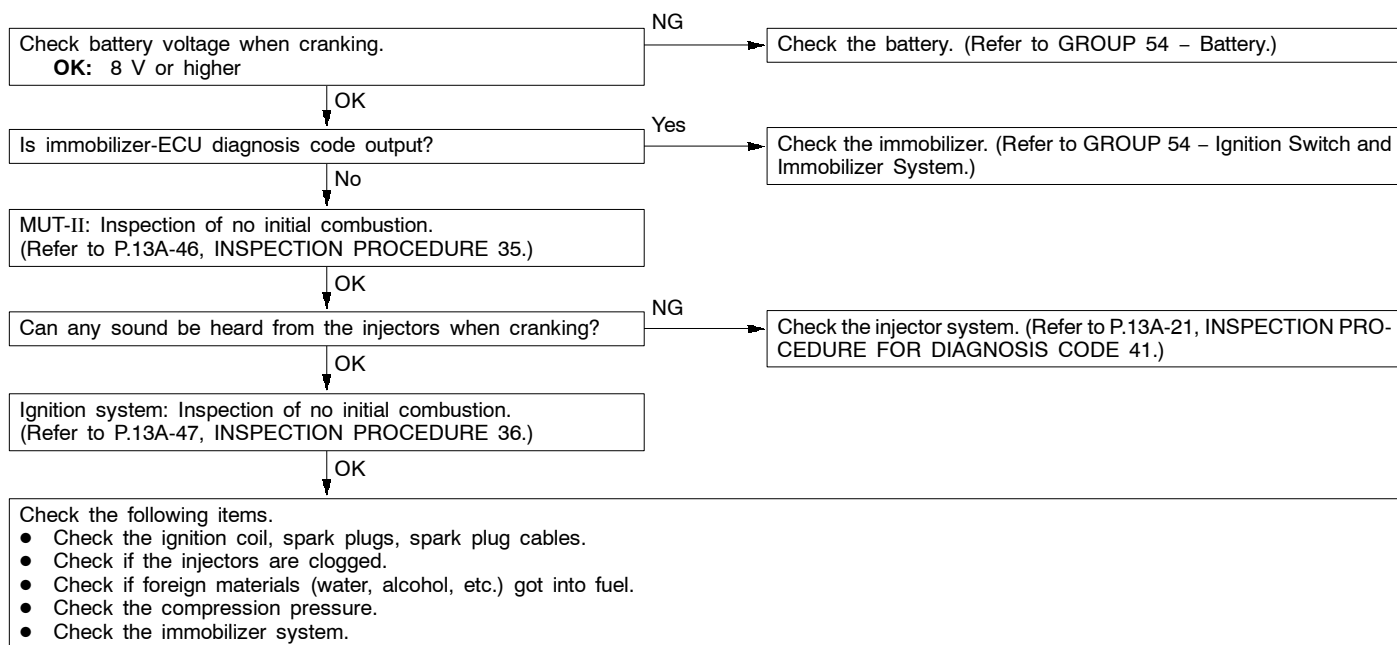 NG
Check battery voltage when cranking.
OK: 8 V or higher
Check the battery. (Refer to GROUP 54 – Battery.)
OK
Yes
Is immobilizer-ECU diagnosis code output?
Check the immobilizer. (Refer to GROUP 54 – Ignition Switch and
Immobilizer System.)
No
MUT-II: Inspection of no initial combustion.
(Refer to P.13A-46, INSPECTION PROCEDURE 35.)
OK
NG
Can any sound be heard from the injectors when cranking?
Check the injector system. (Refer to P.13A-21, INSPECTION PRO-
CEDURE FOR DIAGNOSIS CODE 41.)
OK
Ignition system: Inspection of no initial combustion.
(Refer to P.13A-47, INSPECTION PROCEDURE 36.)
OK
Check the following items.
● Check the ignition coil, spark plugs, spark plug cables.
● Check if the injectors are clogged.
● Check if foreign materials (water, alcohol, etc.) got into fuel.
● Check the compression pressure.
● Check the immobilizer system.